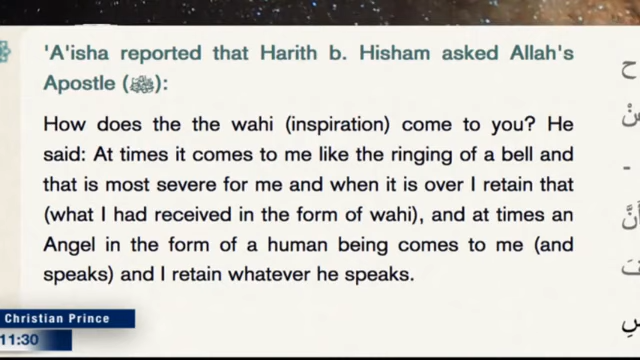 'A'isha reported that Harith b. Hisham asked Allah's
Apostle (ﷺ):
How does the the wahi (inspiration) come to you? He
said: At times it comes to me like the ringing of a bell and
that is most severe for me and when it is over I retain that
(what I had received in the form of wahi), and at times an
Angel in the form of a human being comes to me (and
speaks) and I retain whatever he speaks.
Christian Prince
11:30